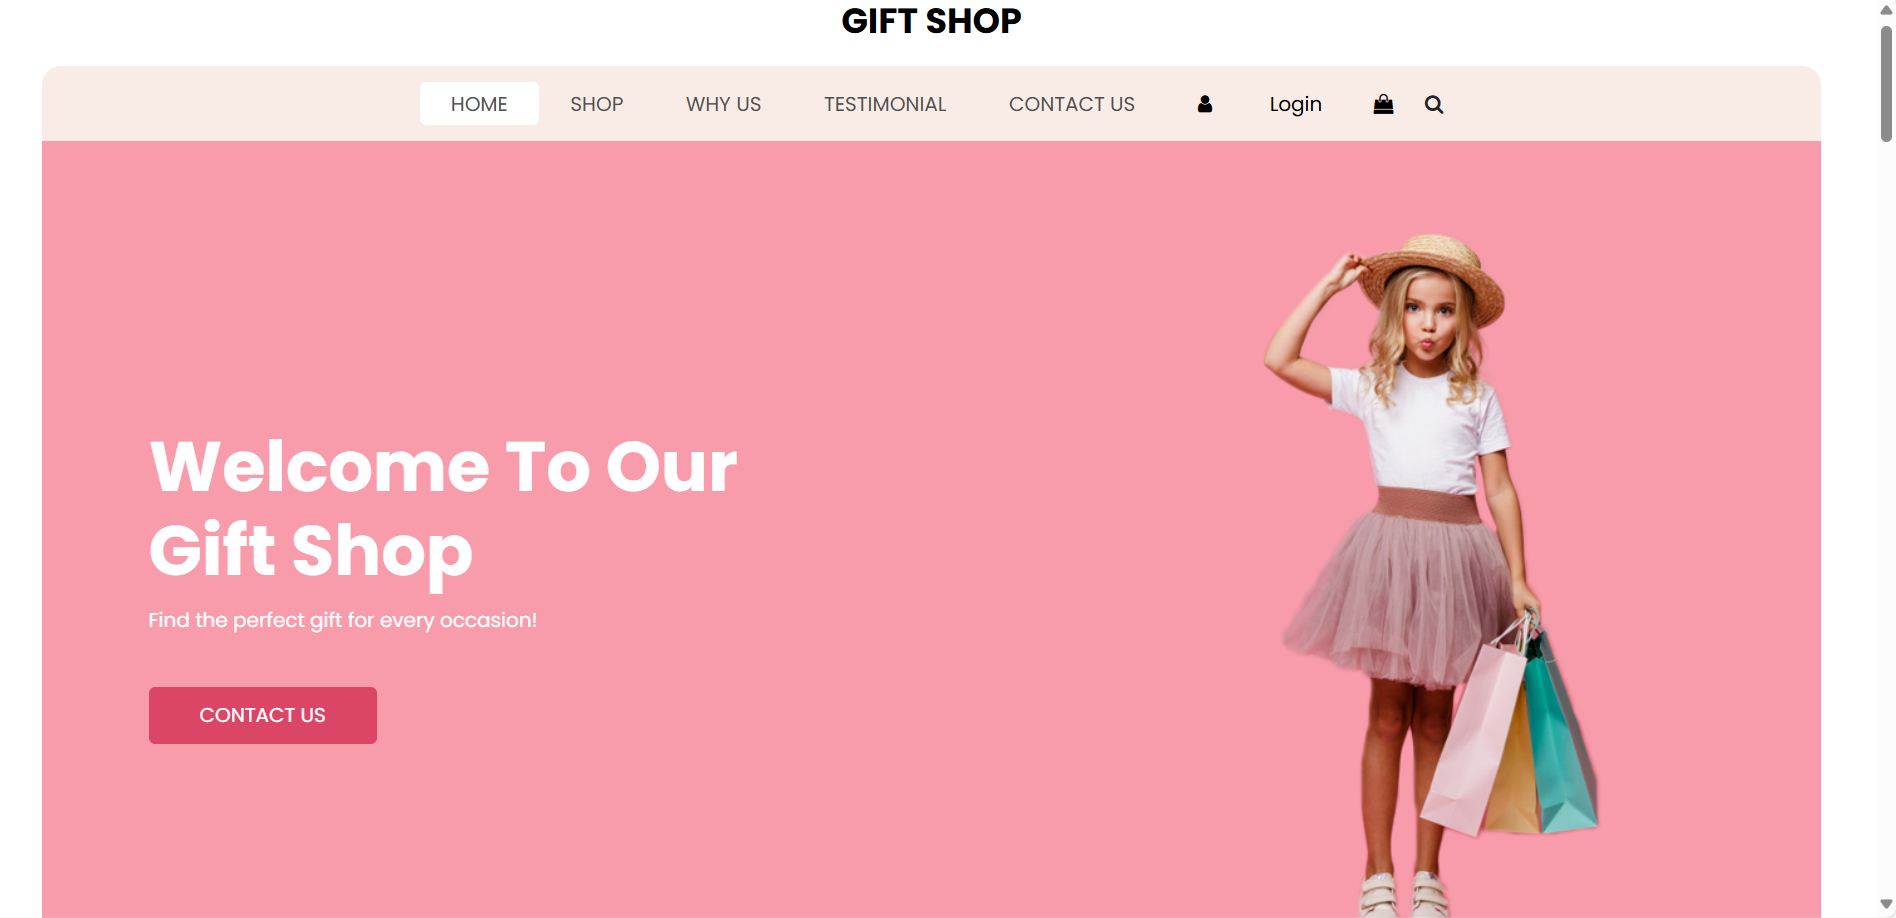 GIFT SHOP
HOME SHOP WHY US TESTIMONIAL CONTACT US Login
Welcome To Our
Gift Shop
Find the perfect gift for every occasion!
CONTACT US